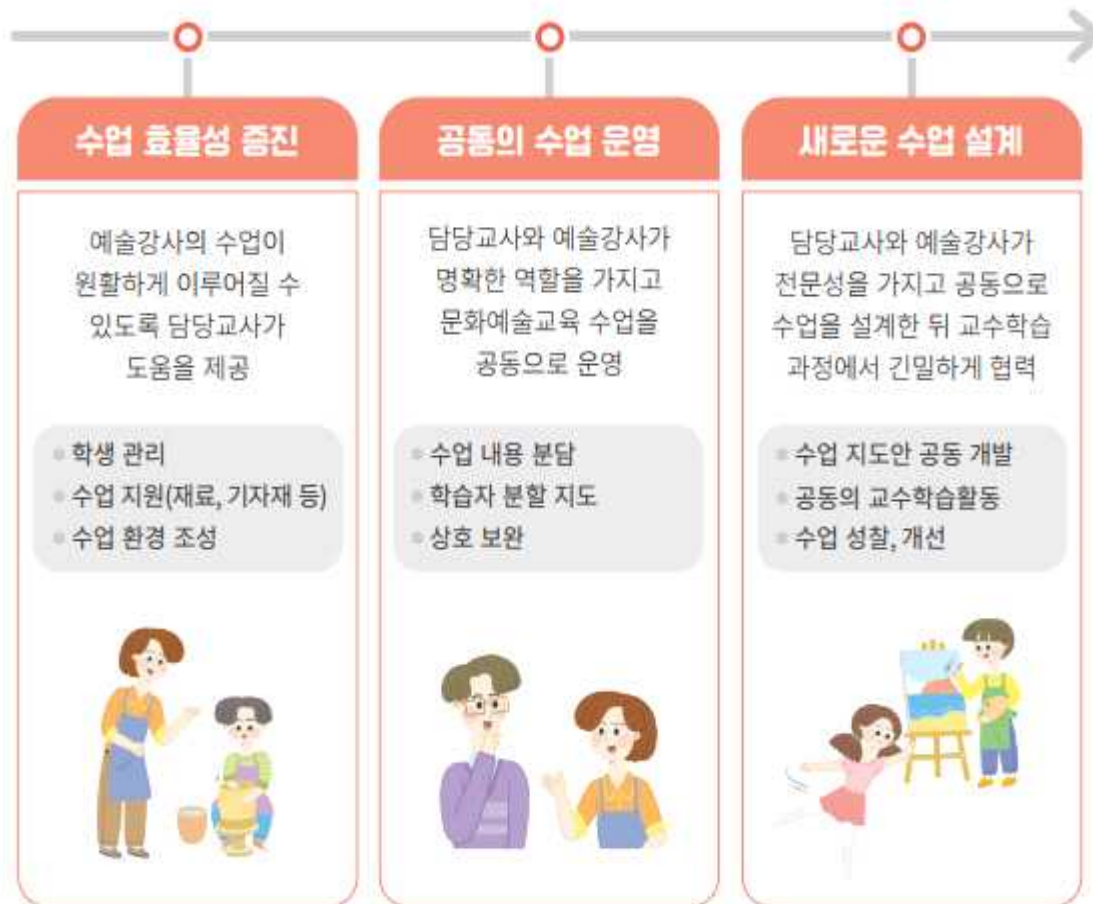 수업 효율성 증진
예술강사의 수업이
원활하게 이루어질 수
있도록 담당교사가
도움을 제공
학생 관리
수업 지원(재료, 기자재 등)
수업 환경 조성
공동의 수업 운영
담당교사와 예술강사가
명확한 역할을 가지고
문화예술교육 수업을
공동으로 운영
수업 내용 분담
학습자 분할 지도
상호 보완
새로운 수업 설계
담당교사와 예술강사가
전문성을 가지고 공동으로
수업을 설계한 뒤 교수학습
과정에서 긴밀하게 협력
수업 지도안 공동 개발
공동의 교수학습활동
수업 성찰, 개선